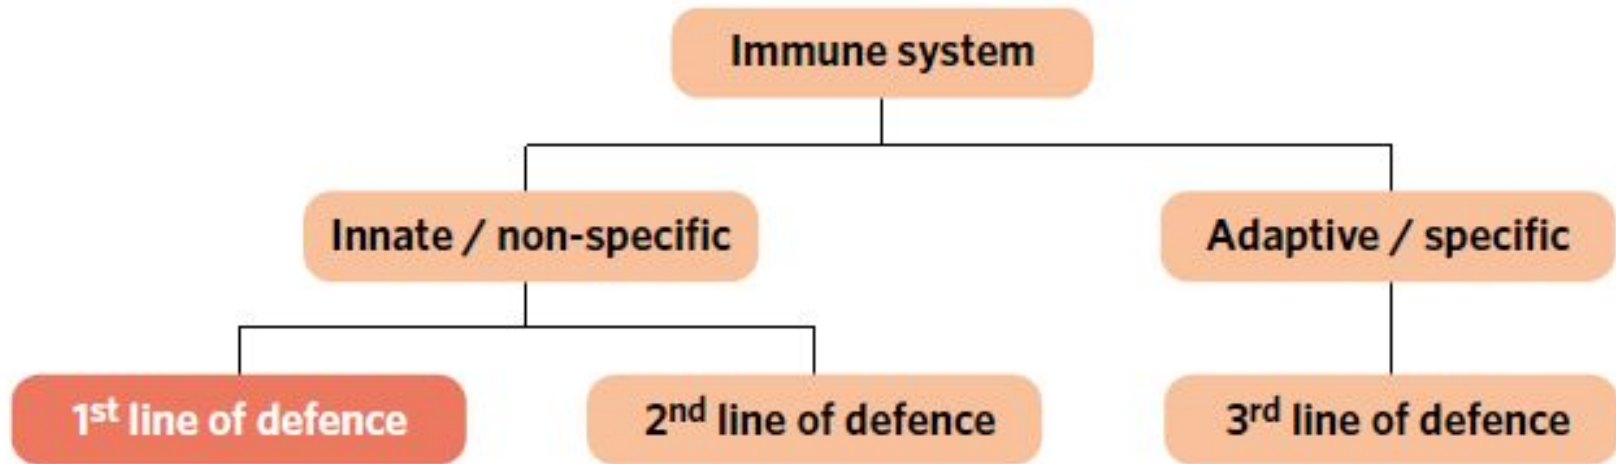 Immune system
Innate / non-specific
Adaptive / specific
1st line of defence
2nd line of defence
3rd line of defence